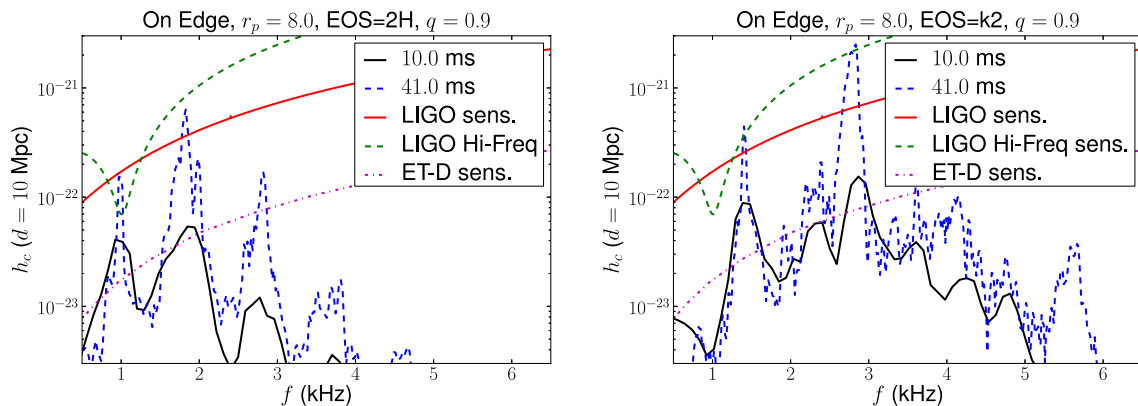 On Edge, r_p = 8.0, EOS=2H, q = 0.9
h_c (d = 10 Mpc)
10^{-21}
10^{-22}
10^{-23}
10.0 ms
41.0 ms
LIGO sens.
LIGO Hi-Freq
ET-D sens.
1 2 3 4 5 6
f (kHz)
On Edge, r_p = 8.0, EOS=k2, q = 0.9
h_c (d = 10 Mpc)
10^{-21}
10^{-22}
10^{-23}
10.0 ms
41.0 ms
LIGO sens.
LIGO Hi-Freq sens.
ET-D sens.
1 2 3 4 5 6
f (kHz)